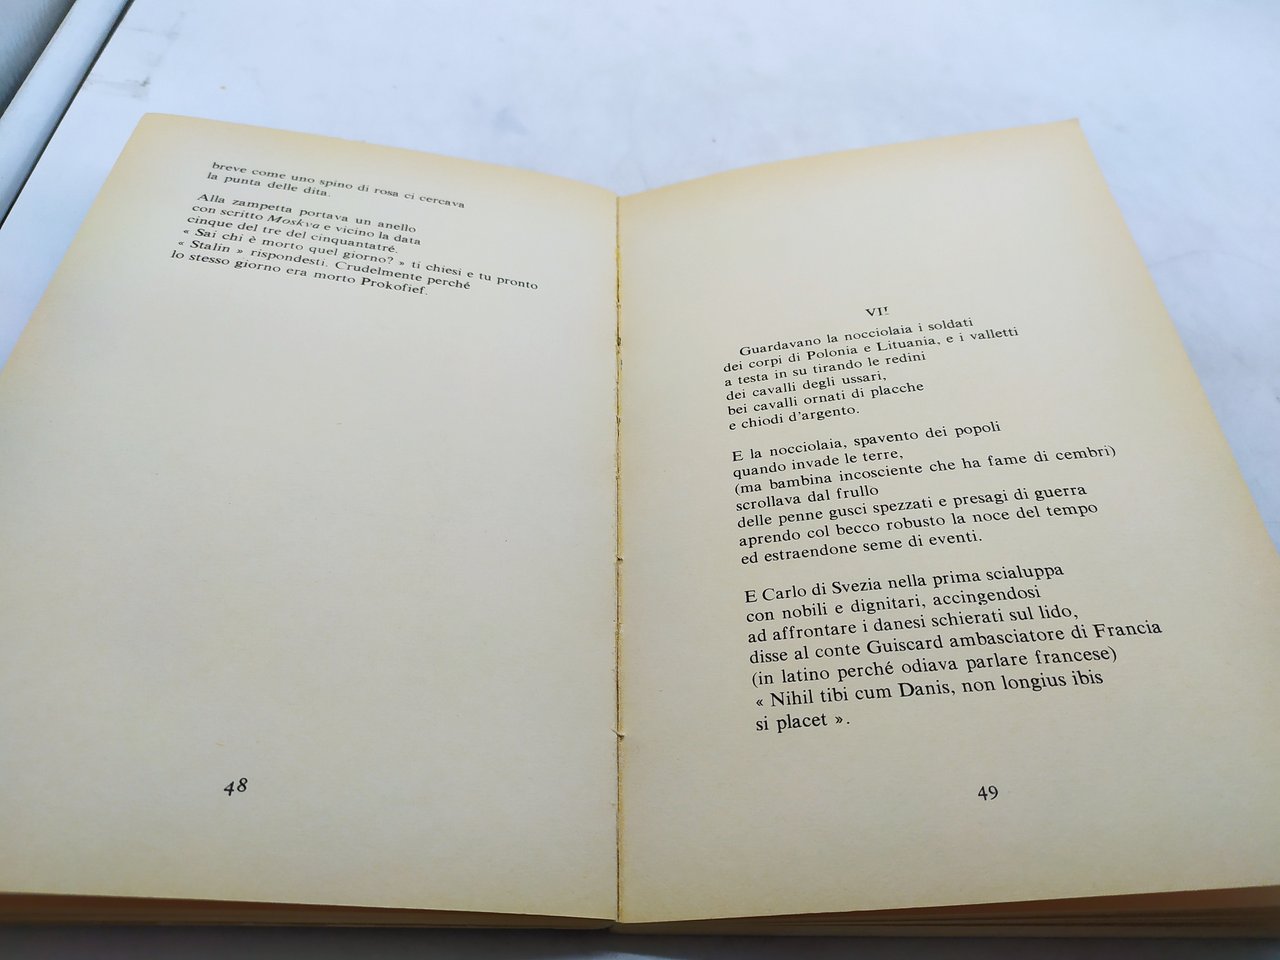 breve come uno spino di rosa ci cercava
la punta delle dita.
Alla zampetta portava un anello
con scritto Moskva e vicino la data
cinque del tre del cinquantatré.
« Sai chi è morto quel giorno? » ti chiesi e tu pronto
« Stalin » rispondesti. Crudelmente perché
lo stesso giorno era morto Prokofief.
48
VII
Guardavano la nocciolaia i soldati
dei corpi di Polonia e Lituania, e i valletti
a testa in su tirando le redini
dei cavalli degli ussari,
bei cavalli ornati di placche
e chiodi d'argento.
E la nocciolaia, spavento dei popoli
quando invade le terre,
(ma bambina incosciente che ha fame di cembri)
scrollava dal frullo
delle penne gusci spezzati e presagi di guerra
aprendo col becco robusto la noce del tempo
ed estraendone seme di eventi.
E Carlo di Svezia nella prima scialuppa
con nobili e dignitari, accingendosi
ad affrontare i danesi schierati sul lido,
disse al conte Guiscard ambasciatore di Francia
(in latino perché odiava parlare francese)
« Nihil tibi cum Danis, non longius ibis
si placet ».
49